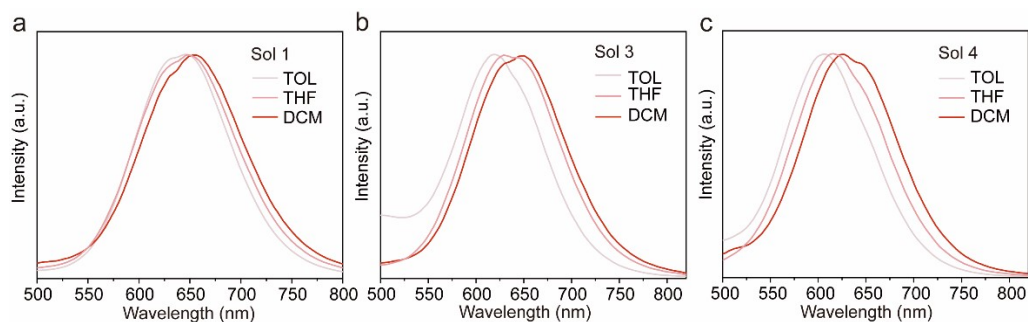 a
Sol 1
TOL
THF
DCM
Intensity (a.u.)
500 550 600 650 700 750 800
Wavelength (nm)
b
Sol 3
TOL
THF
DCM
Intensity (a.u.)
500 550 600 650 700 750 800
Wavelength (nm)
c
Sol 4
TOL
THF
DCM
Intensity (a.u.)
500 550 600 650 700 750 800
Wavelength (nm)